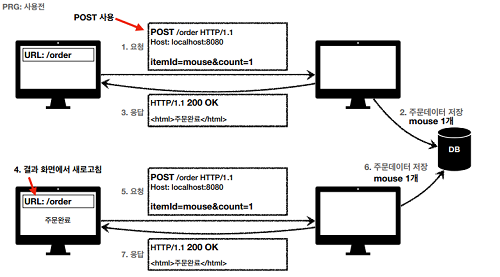 PRG: 사용전
POST 사용
URL: /order
1. 요청
POST /order HTTP/1.1
Host: localhost:8080
itemId=mouse&count=1
3. 응답
HTTP/1.1 200 OK
<html>주문완료</html>
2. 주문데이터 저장
mouse 1개
DB
4. 결과 화면에서 새로고침
URL: /order
주문완료
5. 요청
POST /order HTTP/1.1
Host: localhost:8080
itemId=mouse&count=1
6. 주문데이터 저장
mouse 1개
7. 응답
HTTP/1.1 200 OK
<html>주문완료</html>